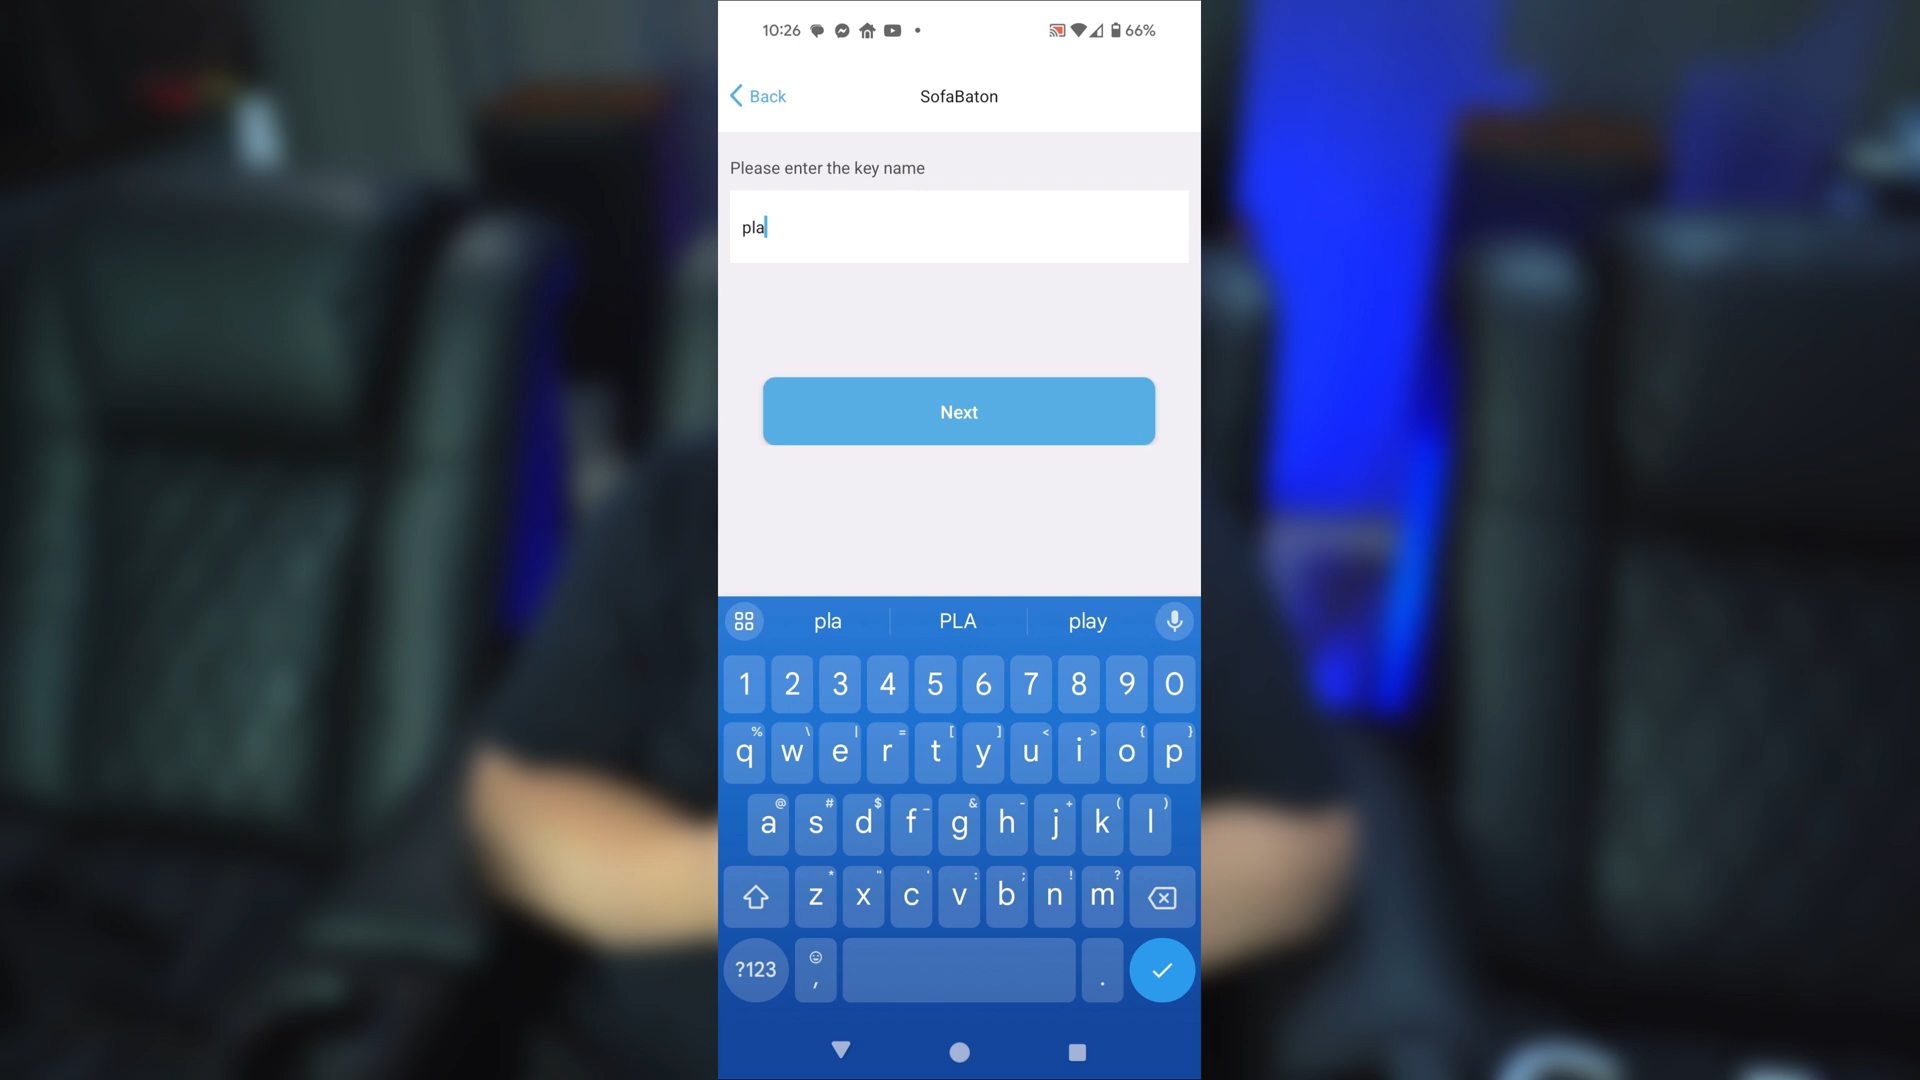 10:26
66%
Back
SofaBaton
Please enter the key name
pla
Next
pla PLA play
1 2 3 4 5 6 7 8 9 0
% \ | = [ ] < > { }
q w e r t y u i o p
@ # $ _ & - + ( )
a s d f g h j k l
* " ' : ; ! ?
z x c v b n m
?123 , .